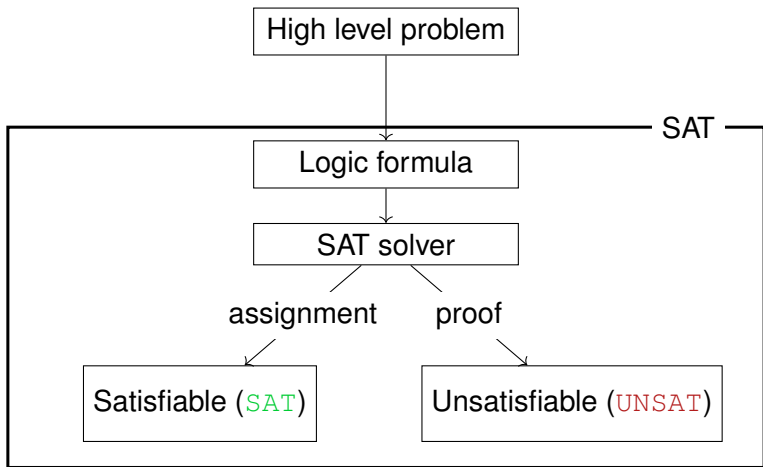 High level problem
SAT
Logic formula
SAT solver
assignment
proof
Satisfiable (SAT)
Unsatisfiable (UNSAT)